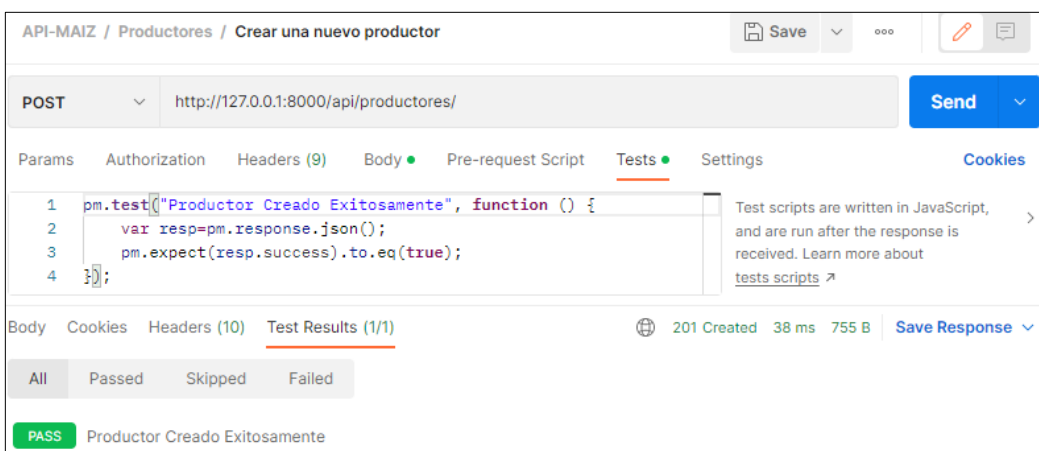 API-MAIZ / Productores / Crear una nuevo productor
Save
POST http://127.0.0.1:8000/api/productores/ Send
Params Authorization Headers (9) Body Pre-request Script Tests Settings Cookies
1 pm.test("Productor Creado Exitosamente", function () {
2 var resp=pm.response.json();
3 pm.expect(resp.success).to.eq(true);
4 });
Test scripts are written in JavaScript,
and are run after the response is
received. Learn more about
tests scripts ↗
Body Cookies Headers (10) Test Results (1/1) 201 Created 38 ms 755 B Save Response
All Passed Skipped Failed
PASS Productor Creado Exitosamente